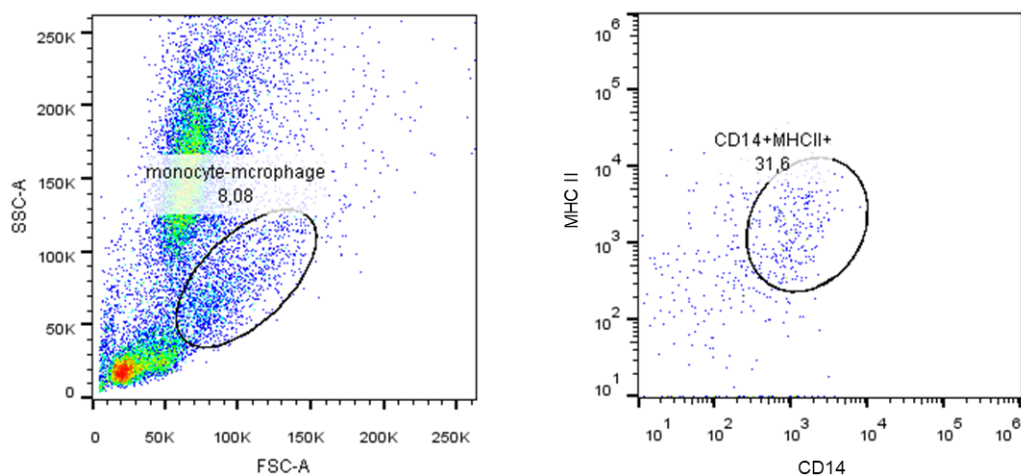 250K
200K
150K
100K
50K
0
SSC-A
monocyte-mcrophage
8,08
0 50K 100K 150K 200K 250K
FSC-A
10^6
10^5
10^4
10^3
10^2
10^1
MHC II
CD14+MHCII+
31,6
10^1 10^2 10^3 10^4 10^5 10^6
CD14